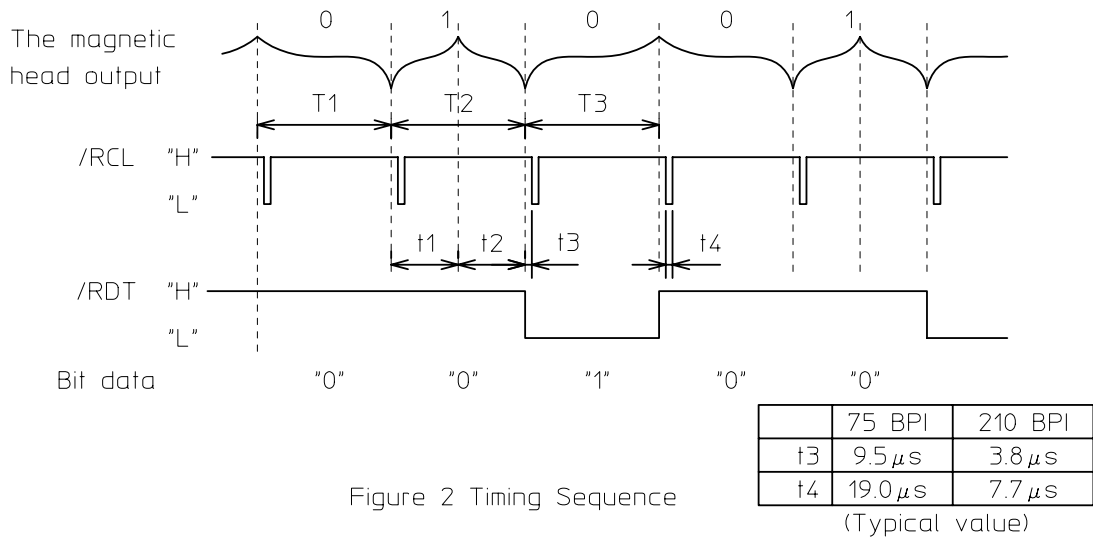 0 1 0 0 1
The magnetic
head output
T1 T2 T3
/RCL "H"
"L"
t1 t2 t3 t4
/RDT "H"
"L"
Bit data "0" "0" "1" "0" "0"
75 BPI 210 BPI
t3 9.5μs 3.8μs
t4 19.0μs 7.7μs
(Typical value)
Figure 2 Timing Sequence